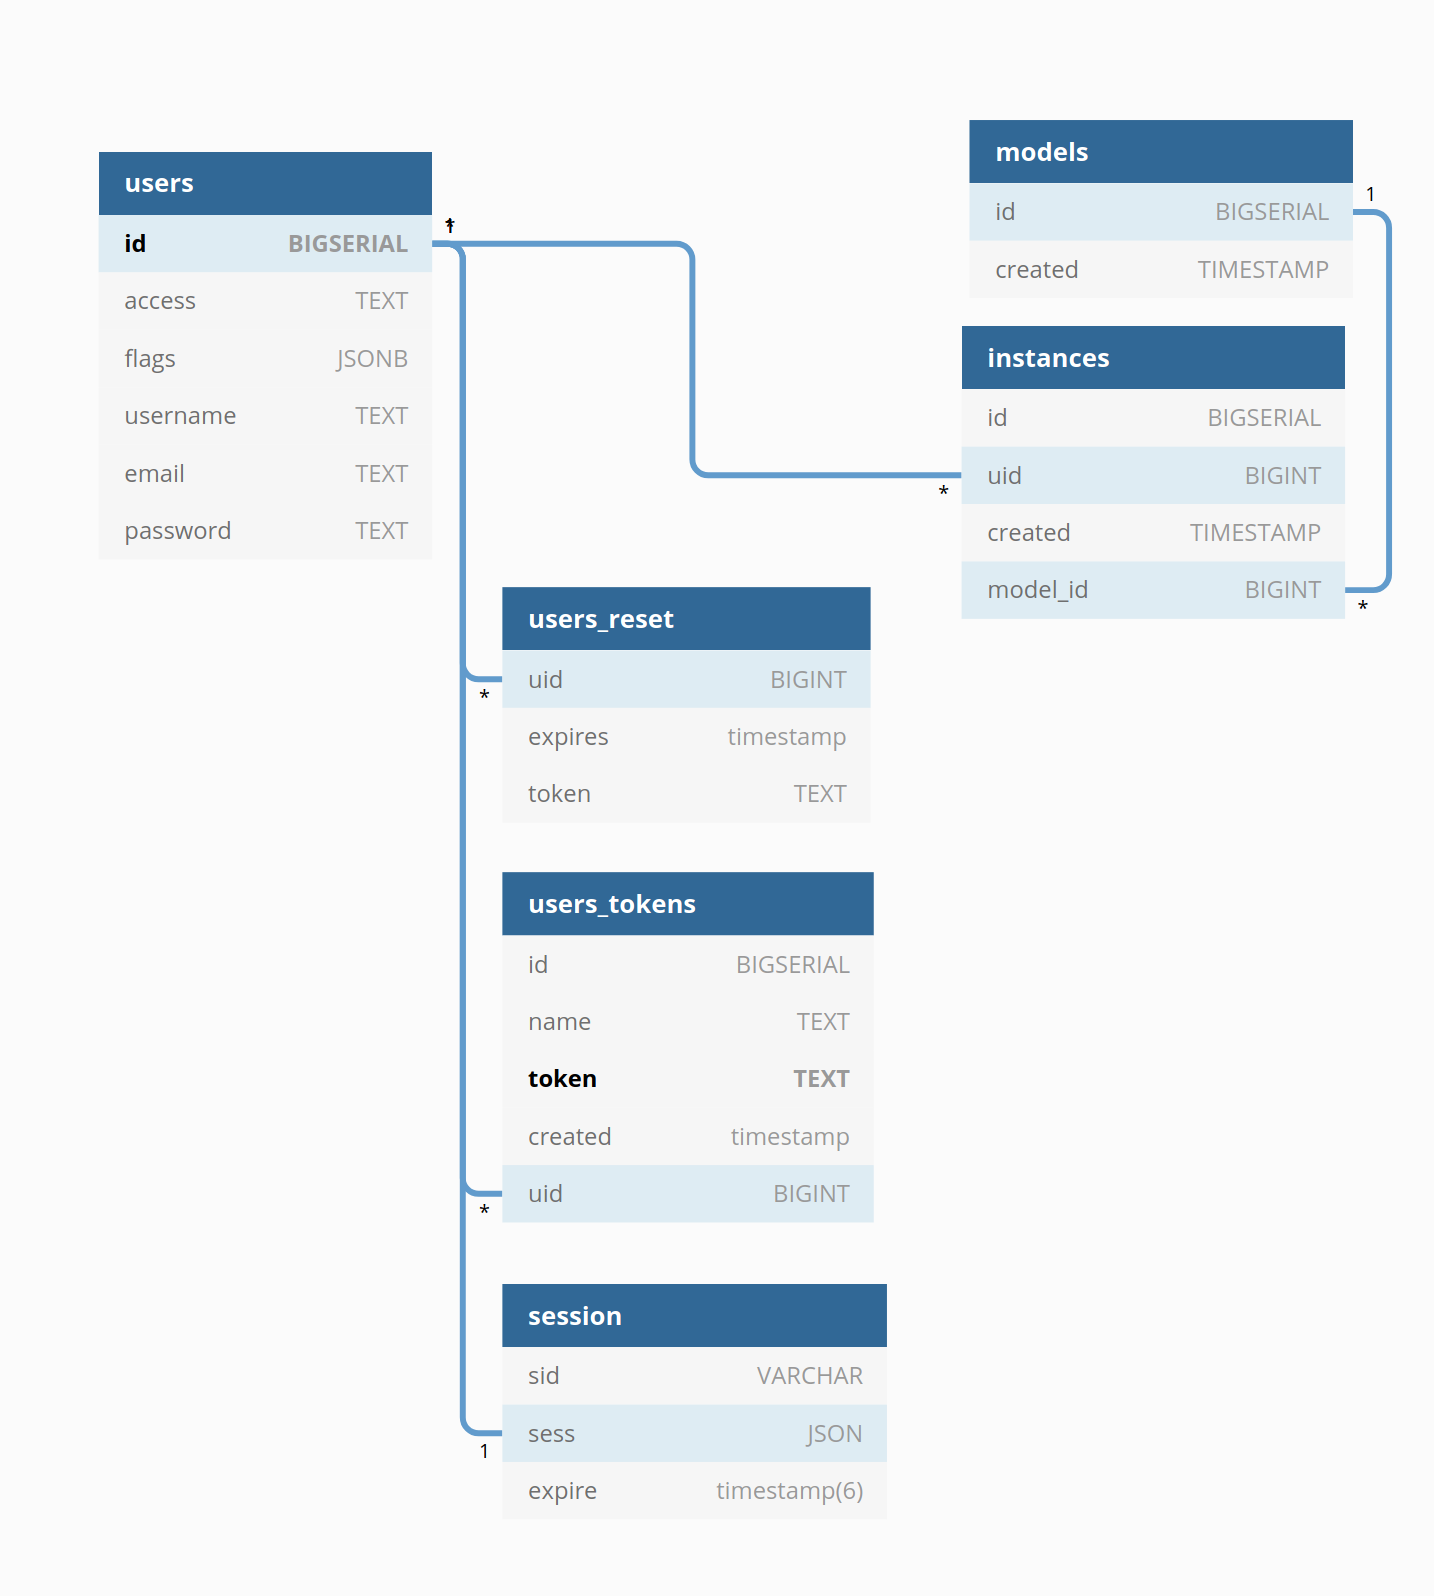 users
id BIGSERIAL
access TEXT
flags JSONB
username TEXT
email TEXT
password TEXT
1
*
models
id BIGSERIAL
created TIMESTAMP
1
instances
id BIGSERIAL
uid BIGINT
created TIMESTAMP
model_id BIGINT
*
*
users_reset
uid BIGINT
expires timestamp
token TEXT
*
users_tokens
id BIGSERIAL
name TEXT
token TEXT
created timestamp
uid BIGINT
*
session
sid VARCHAR
sess JSON
expire timestamp(6)
1